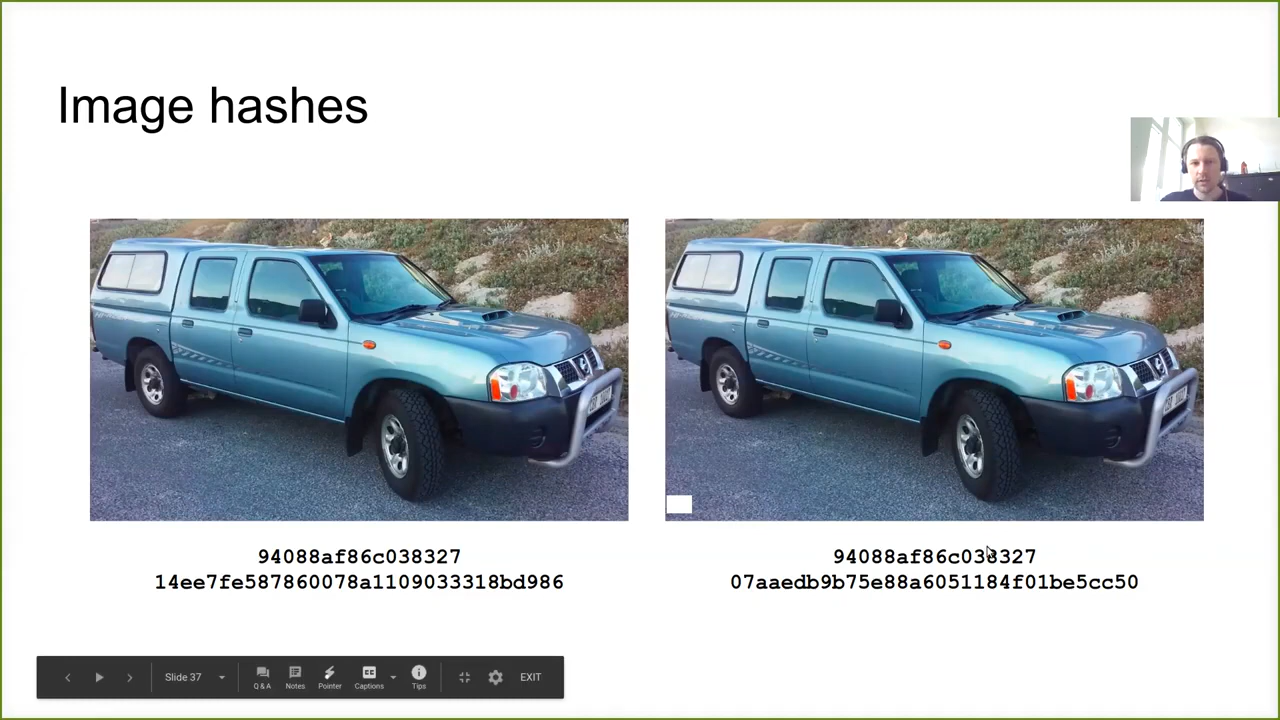 Image hashes
94088af86c038327
14ee7fe587860078a1109033318bd986
94088af86c038327
07aaedb9b75e88a6051184f01be5cc50
Slide 37
Q & A
Notes
Pointer
Captions
Tips
EXIT